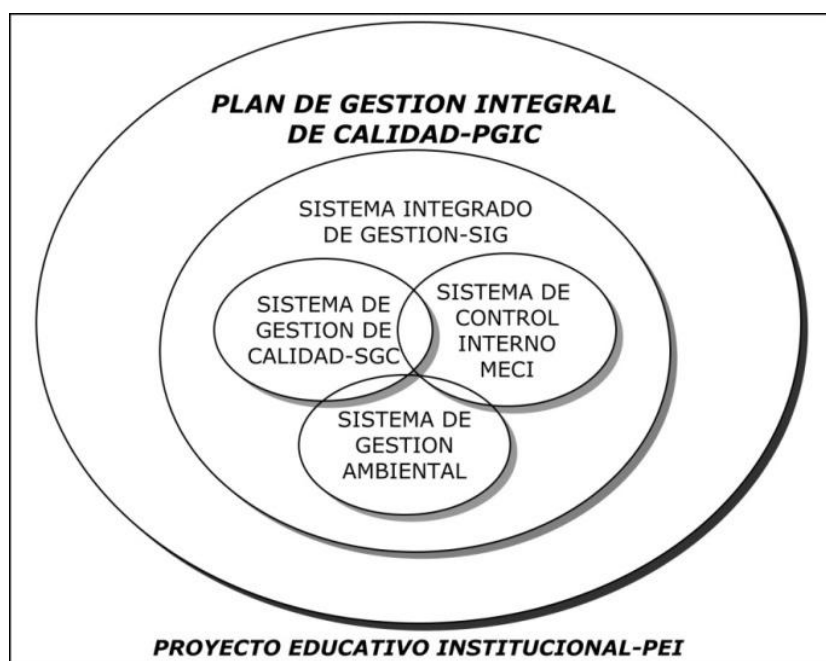 PLAN DE GESTION INTEGRAL
DE CALIDAD-PGIC
SISTEMA INTEGRADO
DE GESTION-SIG
SISTEMA DE
GESTION DE
CALIDAD-SGC
SISTEMA DE
CONTROL
INTERNO
MECI
SISTEMA DE
GESTION
AMBIENTAL
PROYECTO EDUCATIVO INSTITUCIONAL-PEI